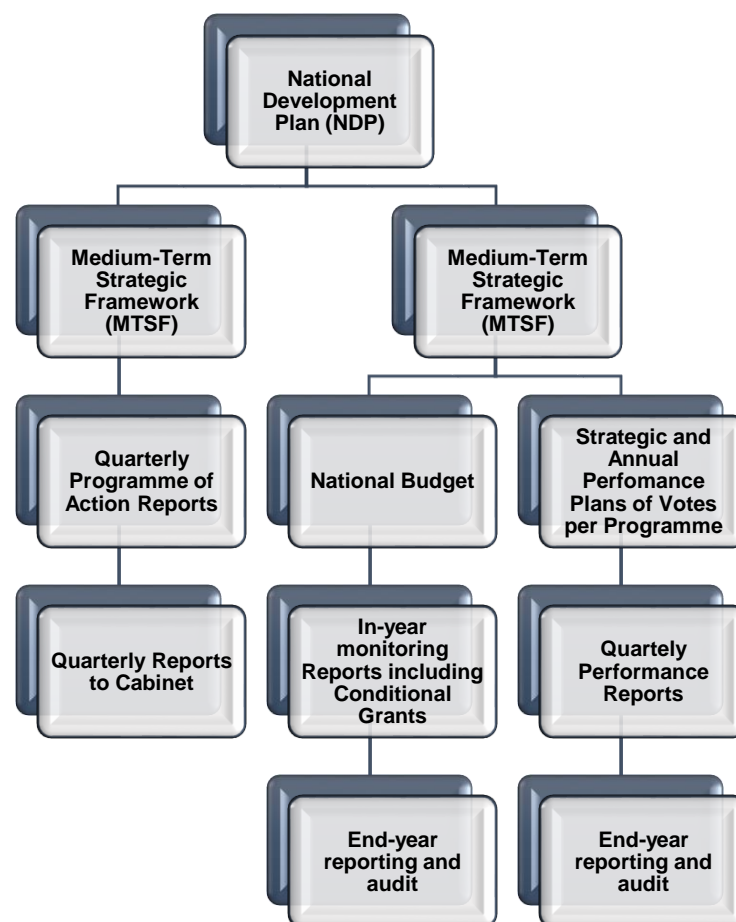 National
Development
Plan (NDP)
Medium-Term
Strategic
Framework
(MTSF)
Medium-Term
Strategic
Framework
(MTSF)
Quarterly
Programme of
Action Reports
National Budget
Strategic and
Annual
Perfomance
Plans of Votes
per Programme
Quarterly Reports
to Cabinet
In-year
monitoring
Reports including
Conditional
Grants
Quartely
Performance
Reports
End-year
reporting and
audit
End-year
reporting and
audit